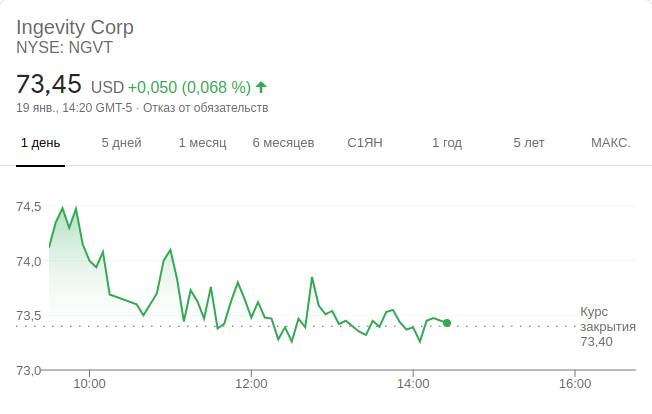 Ingevity Corp
NYSE: NGVT
73,45 USD +0,050 (0,068 %)
19 янв., 14:20 GMT-5 · Отказ от обязательств
1 день 5 дней 1 месяц 6 месяцев С1ЯН 1 год 5 лет МАКС.
74,5
74,0
73,5
73,0
Курс
закрытия
73,40
10:00 12:00 14:00 16:00